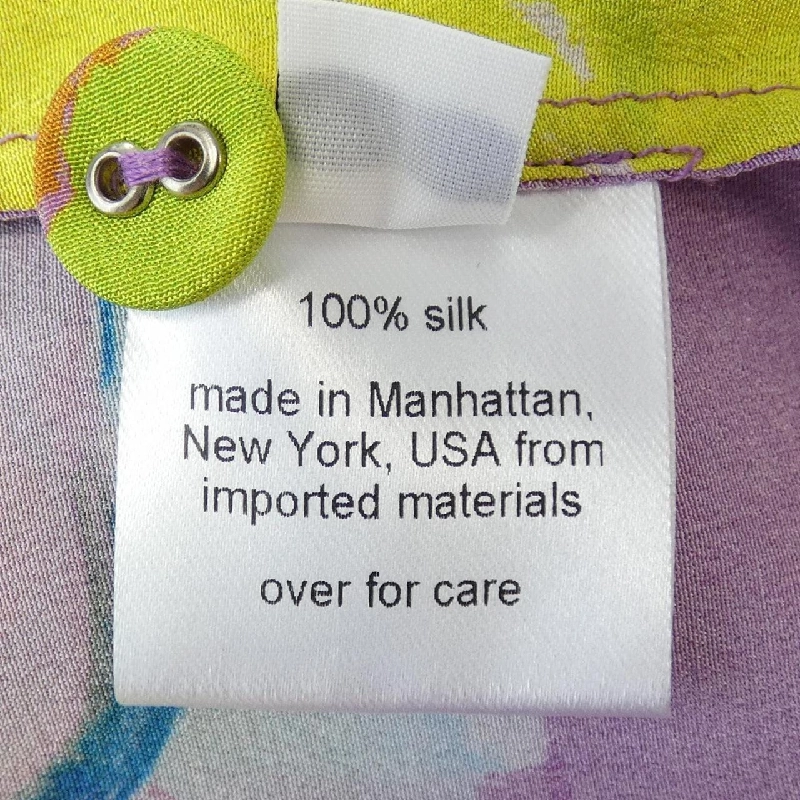 100% silk
made in Manhattan,
New York, USA from
imported materials
over for care